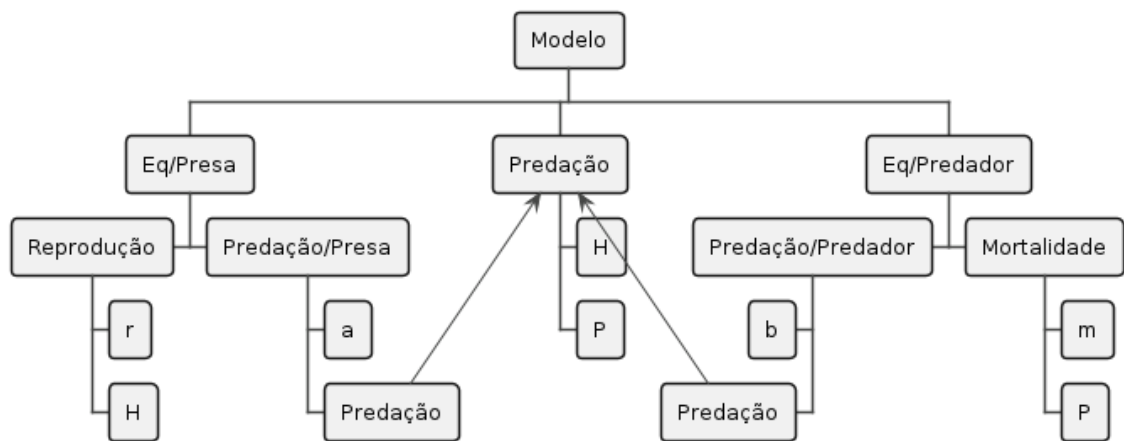 Modelo
Eq/Presa
Predação
Eq/Predador
Reprodução
Predação/Presa
H
Predação/Predador
Mortalidade
r
a
P
b
m
H
Predação
Predação
P